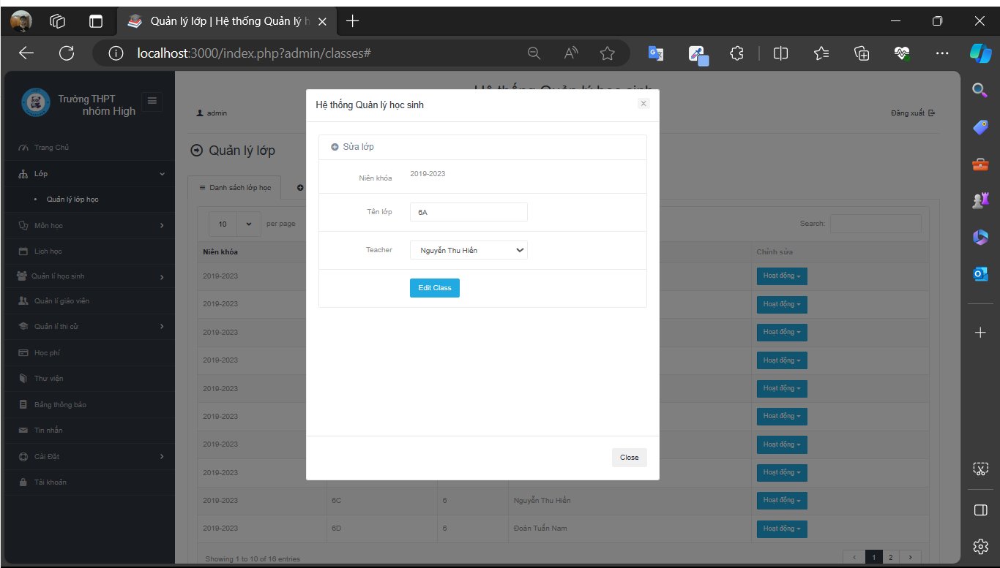 Quản lý lớp | Hệ thống Quản lý h
localhost:3000/index.php?admin/classes#
Trường THPT
nhóm High
admin
Đăng xuất
Trang Chủ
Lớp
Quản lý lớp học
Môn học
Lịch học
Quản lí học sinh
Quản lí giáo viên
Quản lí thi cử
Học phí
Thư viện
Bảng thông báo
Tin nhắn
Cài Đặt
Tài khoản
Quản lý lớp
Danh sách lớp học
10 per page
Search:
Niên khóa Chỉnh sửa
2019-2023 Hoạt động
2019-2023 Hoạt động
2019-2023 Hoạt động
2019-2023 Hoạt động
2019-2023 Hoạt động
2019-2023 Hoạt động
2019-2023 Hoạt động
2019-2023 Hoạt động
2019-2023 6C 6 Nguyễn Thu Hiền Hoạt động
2019-2023 6D 6 Đoàn Tuấn Nam Hoạt động
Showing 1 to 10 of 16 entries
1 2
Hệ thống Quản lý học sinh
Sửa lớp
Niên khóa 2019-2023
Tên lớp 6A
Teacher Nguyễn Thu Hiền
Edit Class
Close